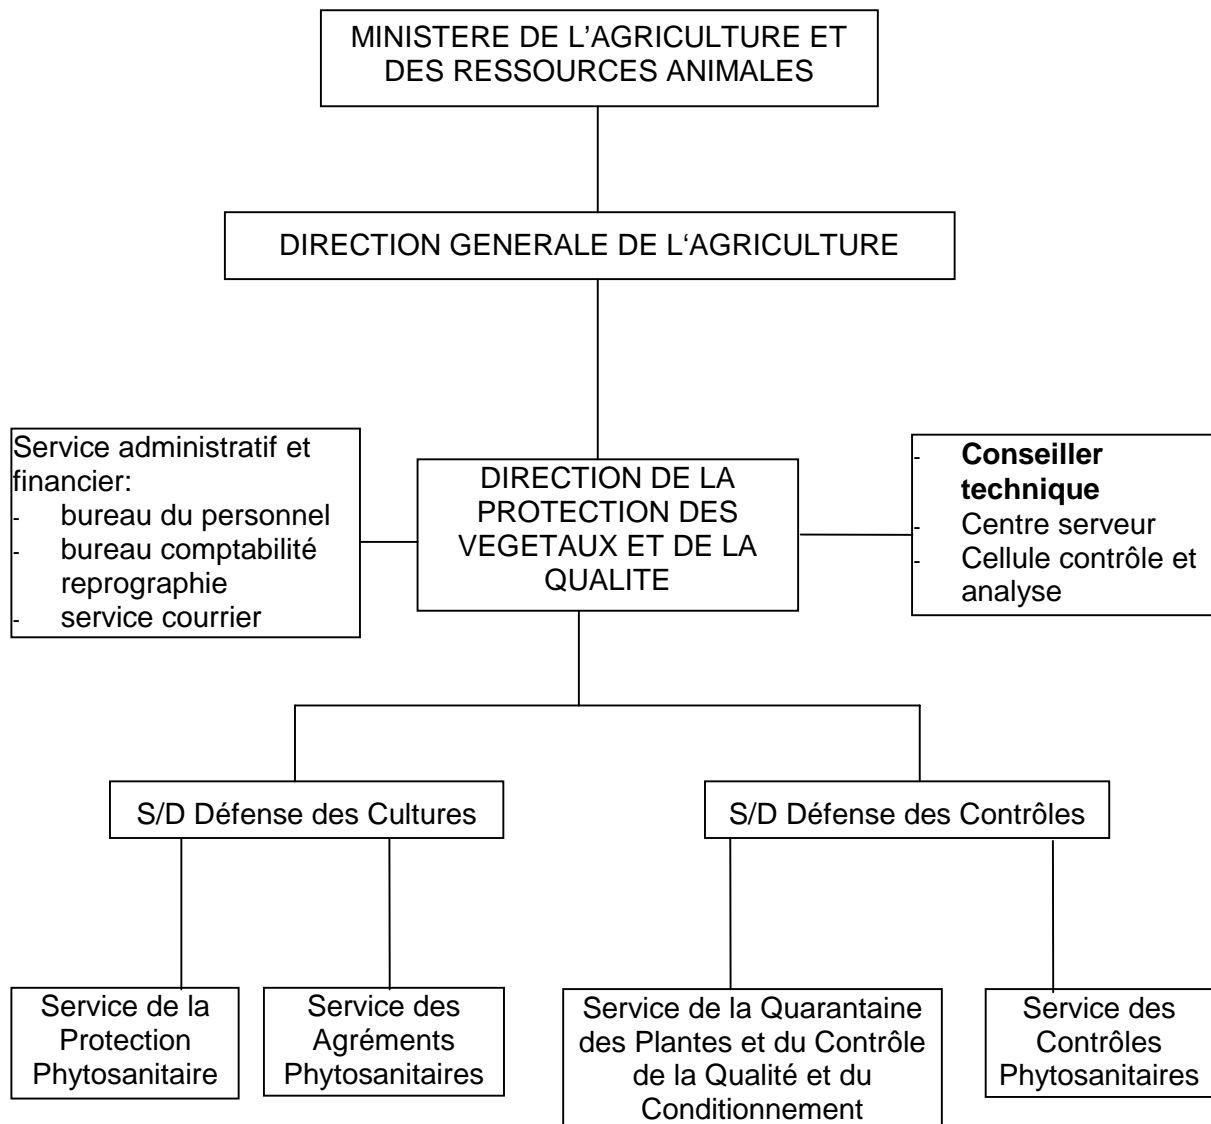 MINISTERE DE L’AGRICULTURE ET
DES RESSOURCES ANIMALES
DIRECTION GENERALE DE L‘AGRICULTURE
Service administratif et
financier:
- bureau du personnel
- bureau comptabilité
reprographie
- service courrier
DIRECTION DE LA
PROTECTION DES
VEGETAUX ET DE LA
QUALITE
- Conseiller
technique
- Centre serveur
- Cellule contrôle et
analyse
S/D Défense des Cultures
S/D Défense des Contrôles
Service de la
Protection
Phytosanitaire
Service des
Agréments
Phytosanitaires
Service de la Quarantaine
des Plantes et du Contrôle
de la Qualité et du
Conditionnement
Service des
Contrôles
Phytosanitaires